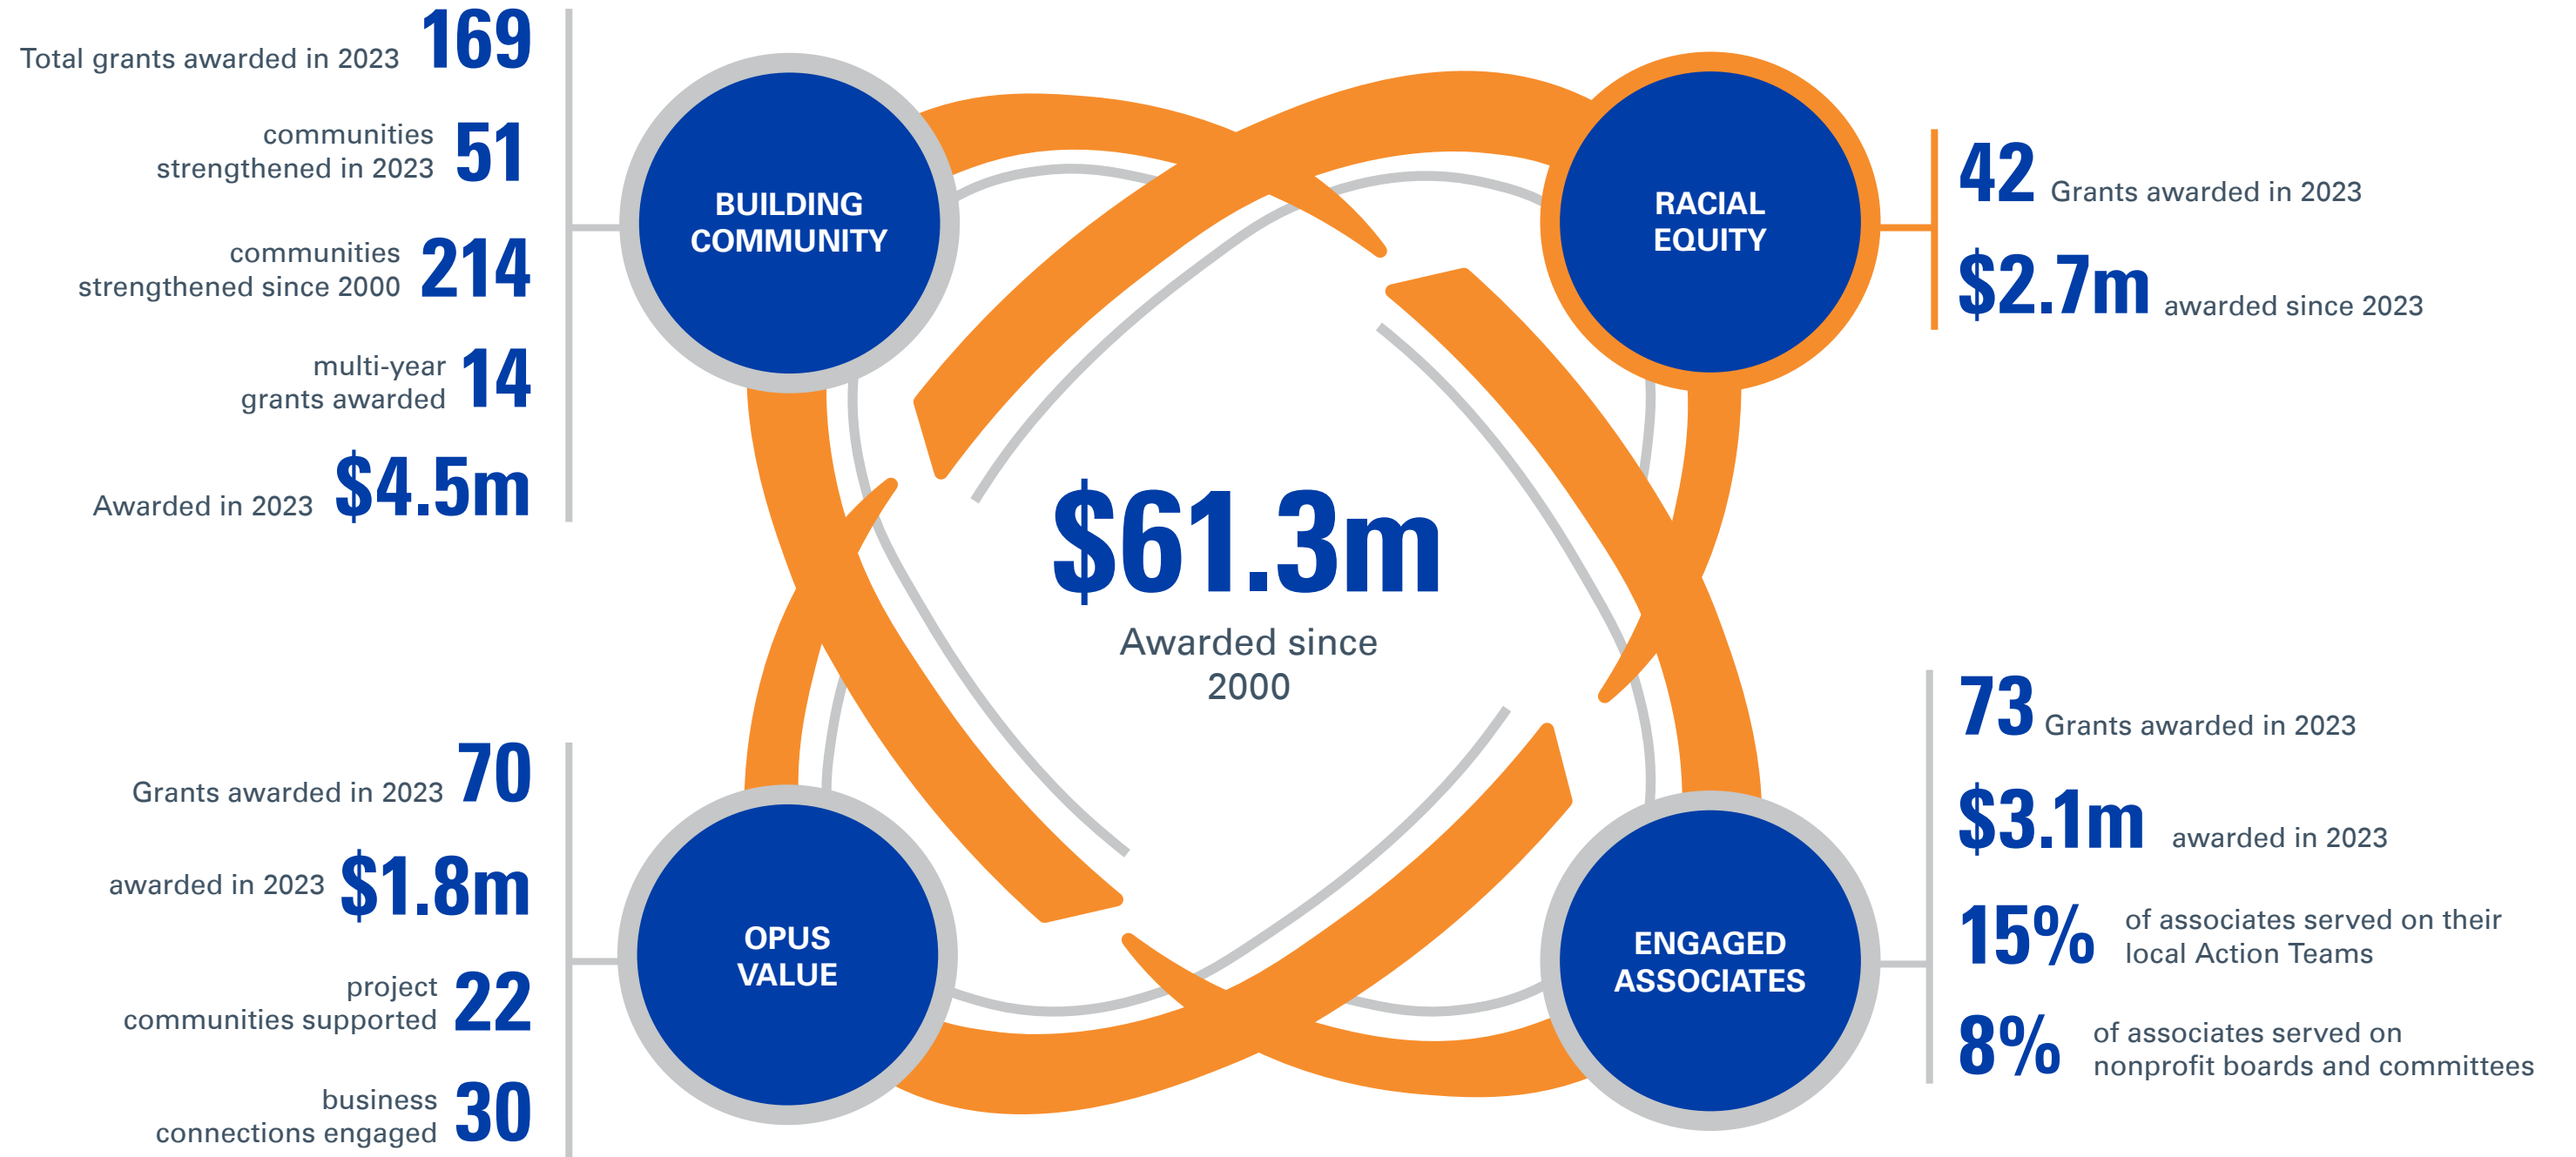 Total grants awarded in 2023 169
communities
strengthened in 2023 51
communities
strengthened since 2000 214
multi-year
grants awarded 14
Awarded in 2023 $4.5m
BUILDING
COMMUNITY
RACIAL
EQUITY
42 Grants awarded in 2023
$2.7m awarded since 2023
$61.3m
Awarded since
2000
Grants awarded in 2023 70
awarded in 2023 $1.8m
project
communities supported 22
business
connections engaged 30
OPUS
VALUE
ENGAGED
ASSOCIATES
73 Grants awarded in 2023
$3.1m awarded in 2023
15% of associates served on their
local Action Teams
8% of associates served on
nonprofit boards and committees